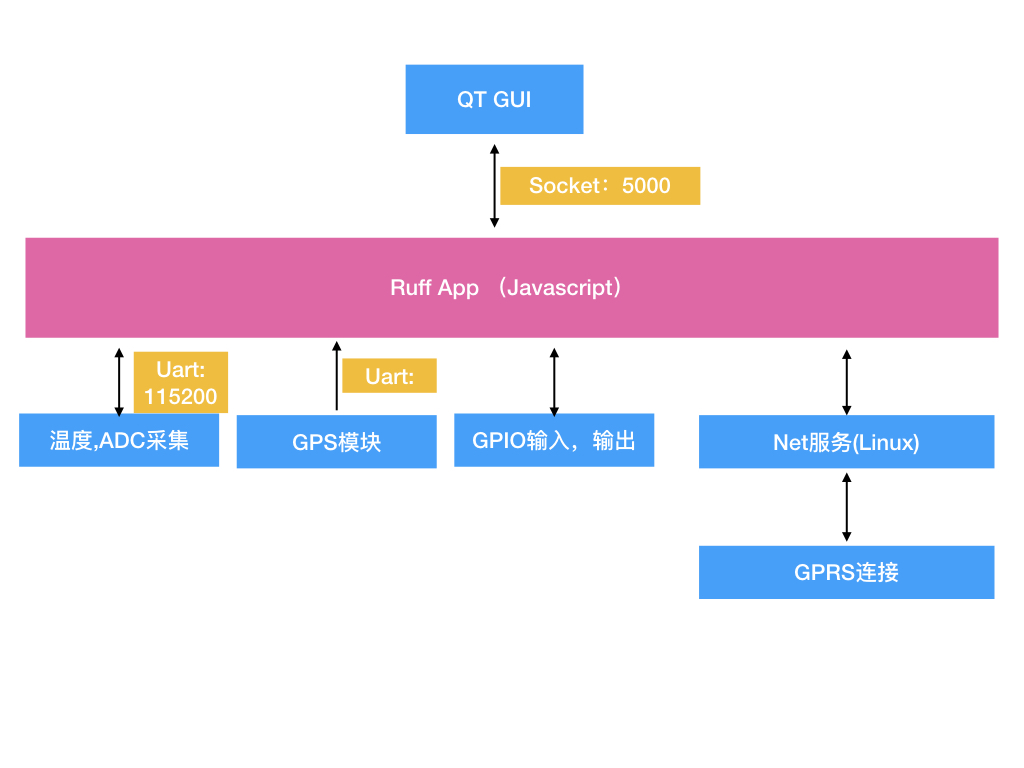 QT GUI
Socket：5000
Ruff App （Javascript）
Uart:
115200
Uart:
温度,ADC采集
GPS模块
GPIO输入，输出
Net服务(Linux)
GPRS连接